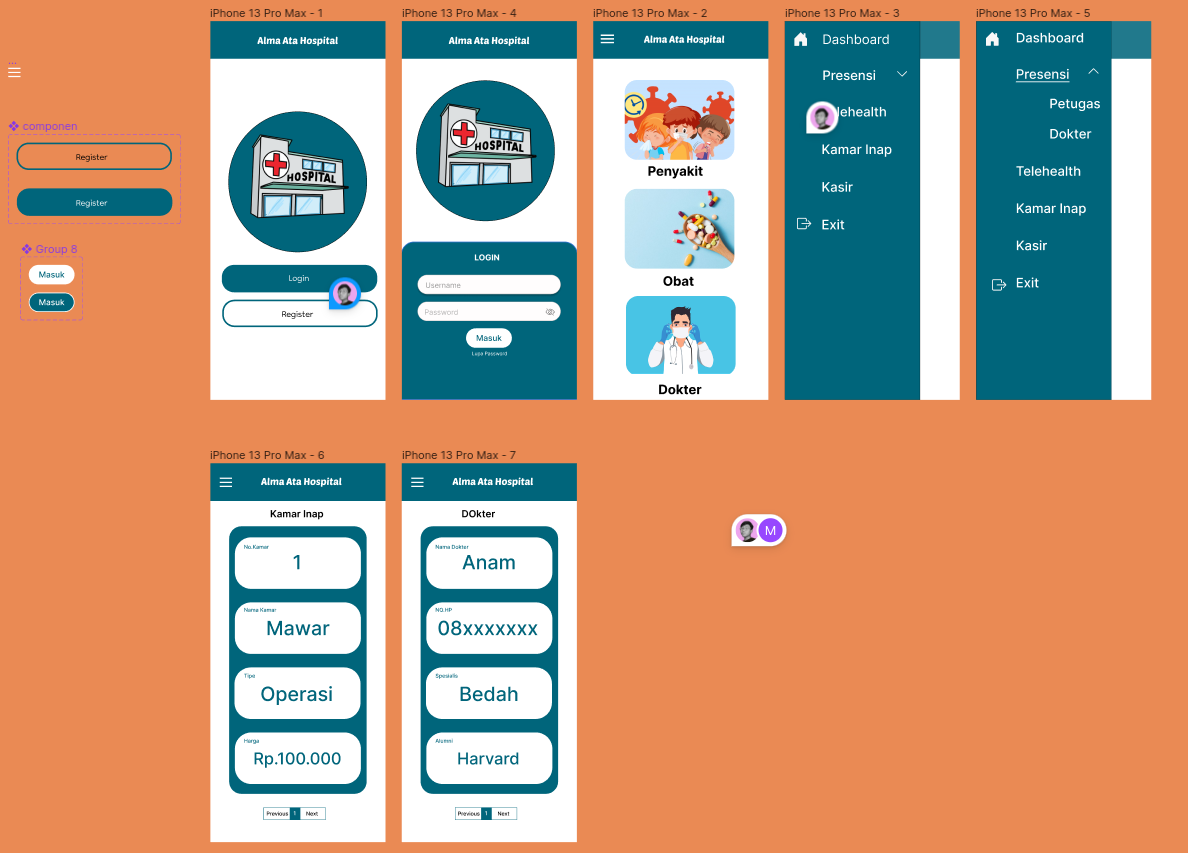 iPhone 13 Pro Max - 1
Alma Ata Hospital
HOSPITAL
Login
Register
iPhone 13 Pro Max - 4
Alma Ata Hospital
HOSPITAL
LOGIN
Username
Password
Masuk
Lupa Password
iPhone 13 Pro Max - 2
Alma Ata Hospital
Penyakit
Obat
Dokter
iPhone 13 Pro Max - 3
Dashboard
Presensi
lehealth
Kamar Inap
Kasir
Exit
iPhone 13 Pro Max - 5
Dashboard
Presensi
Petugas
Dokter
Telehealth
Kamar Inap
Kasir
Exit
...
componen
Register
Register
Group 8
Masuk
Masuk
iPhone 13 Pro Max - 6
Alma Ata Hospital
Kamar Inap
No.Kamar
1
Nama Kamar
Mawar
Tipe
Operasi
Harga
Rp.100.000
Previous 1 Next
iPhone 13 Pro Max - 7
Alma Ata Hospital
DOkter
Nama Dokter
Anam
NO.HP
08xxxxxxx
Spesialis
Bedah
Alumni
Harvard
Previous 1 Next
M